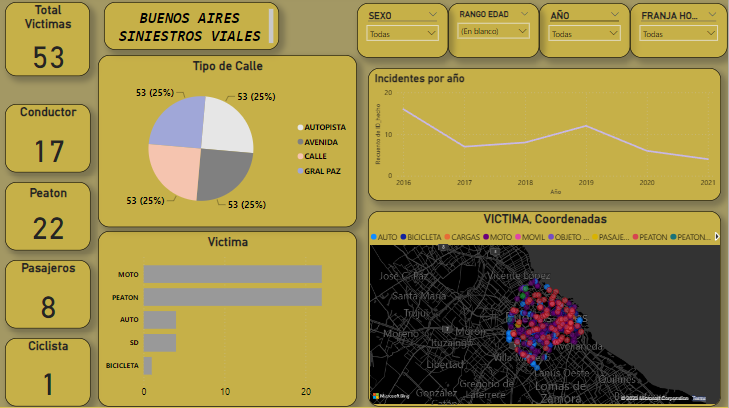 Total
Victimas
53
BUENOS AIRES
SINIESTROS VIALES
SEXO
Todas
RANGO EDAD
(En blanco)
AÑO
Todas
FRANJA HO...
Todas
Conductor
17
Peaton
22
Pasajeros
8
Ciclista
1
Tipo de Calle
53 (25%)
53 (25%)
53 (25%)
53 (25%)
AUTOPISTA
AVENIDA
CALLE
GRAL PAZ
Victima
MOTO
PEATON
AUTO
SD
BICICLETA
0 10 20
Incidentes por año
Recuento de ID_hecho
20
10
0
2016 2017 2018 2019 2020 2021
Año
VICTIMA, Coordenadas
AUTO BICICLETA CARGAS MOTO MOVIL OBJETO ... PASAJE... PEATON PEATON...
José C. Paz
Vicente López
Santa María
Trujui
Moreno
Morón
Ituzaingó
Libertad
Villa
Avellaneda
Lanús Oeste
Quilmes
Gregorio de
Laferrere
Lomas de
Zamora
González
Microsoft Bing
Microsoft Corporation Terms